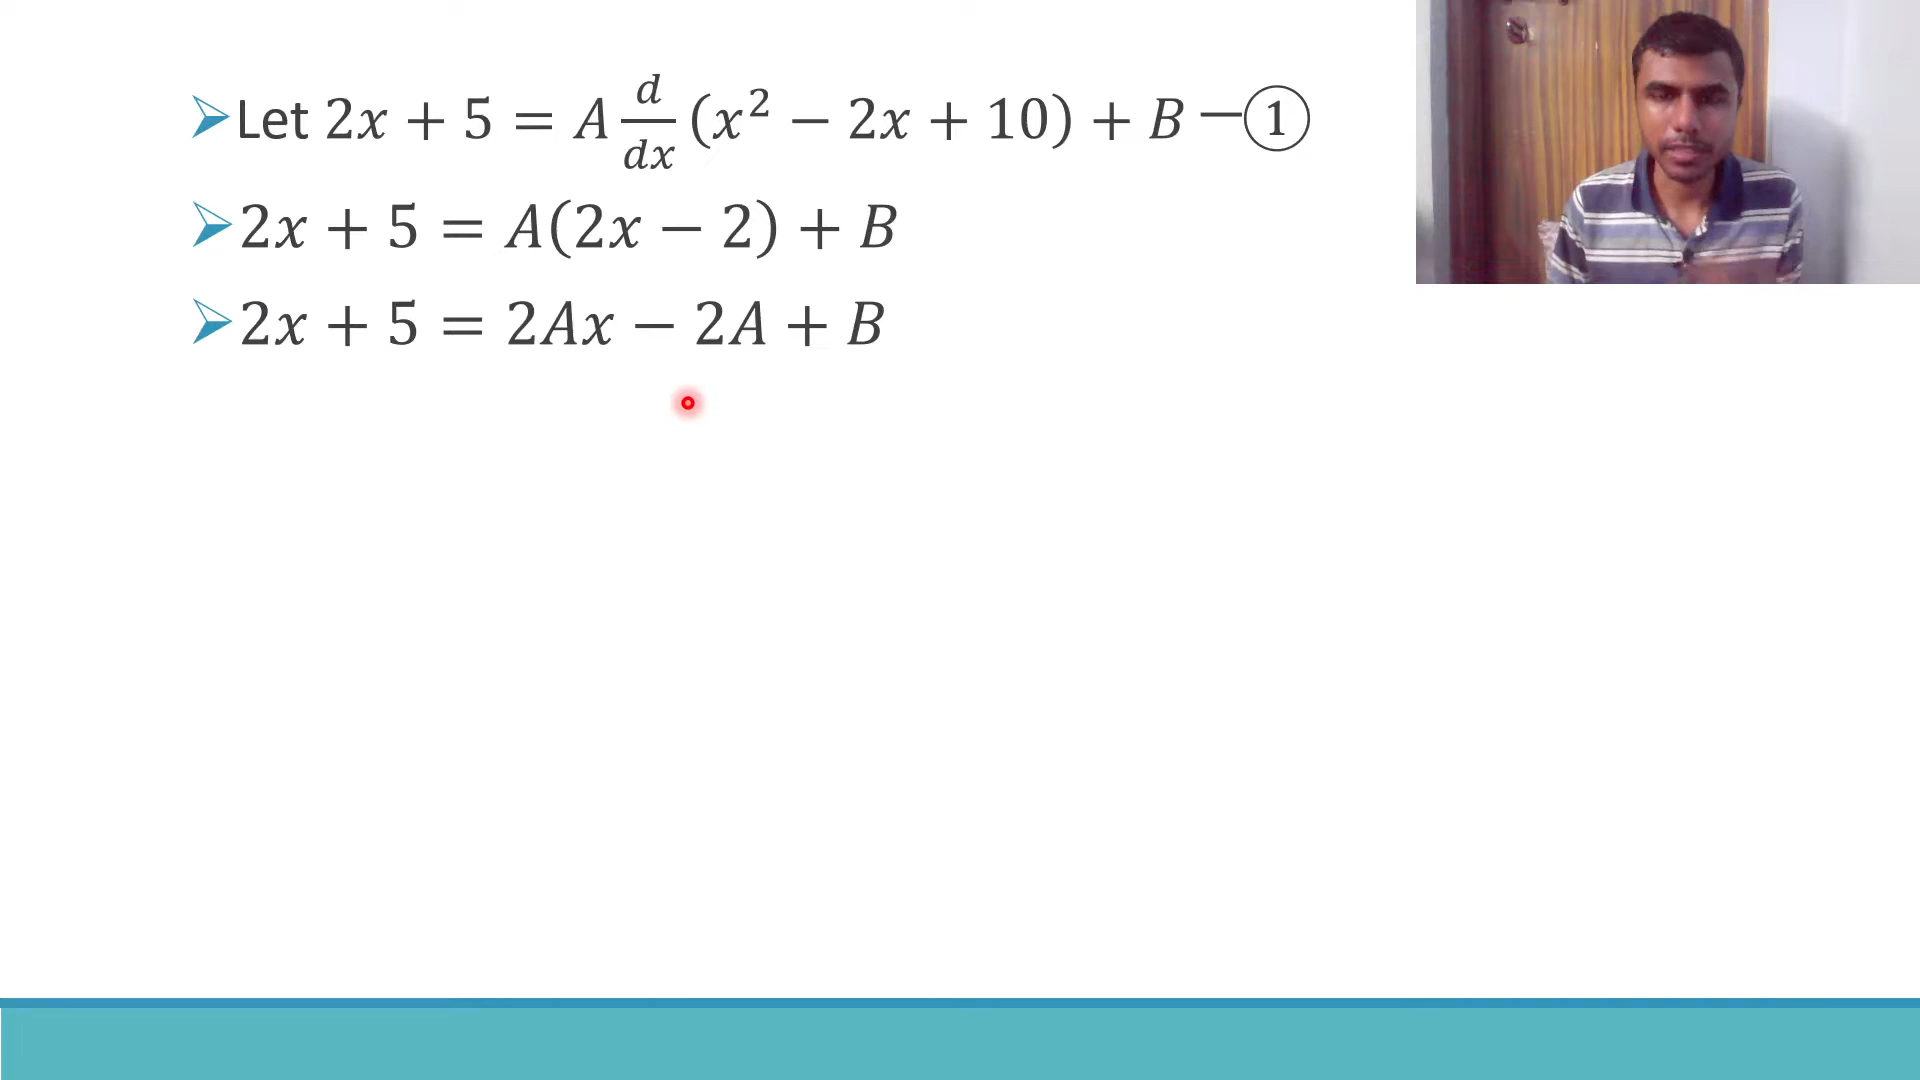 Let 2x + 5 = A d/dx (x² − 2x + 10) + B —①
2x + 5 = A(2x − 2) + B
2x + 5 = 2Ax − 2A + B